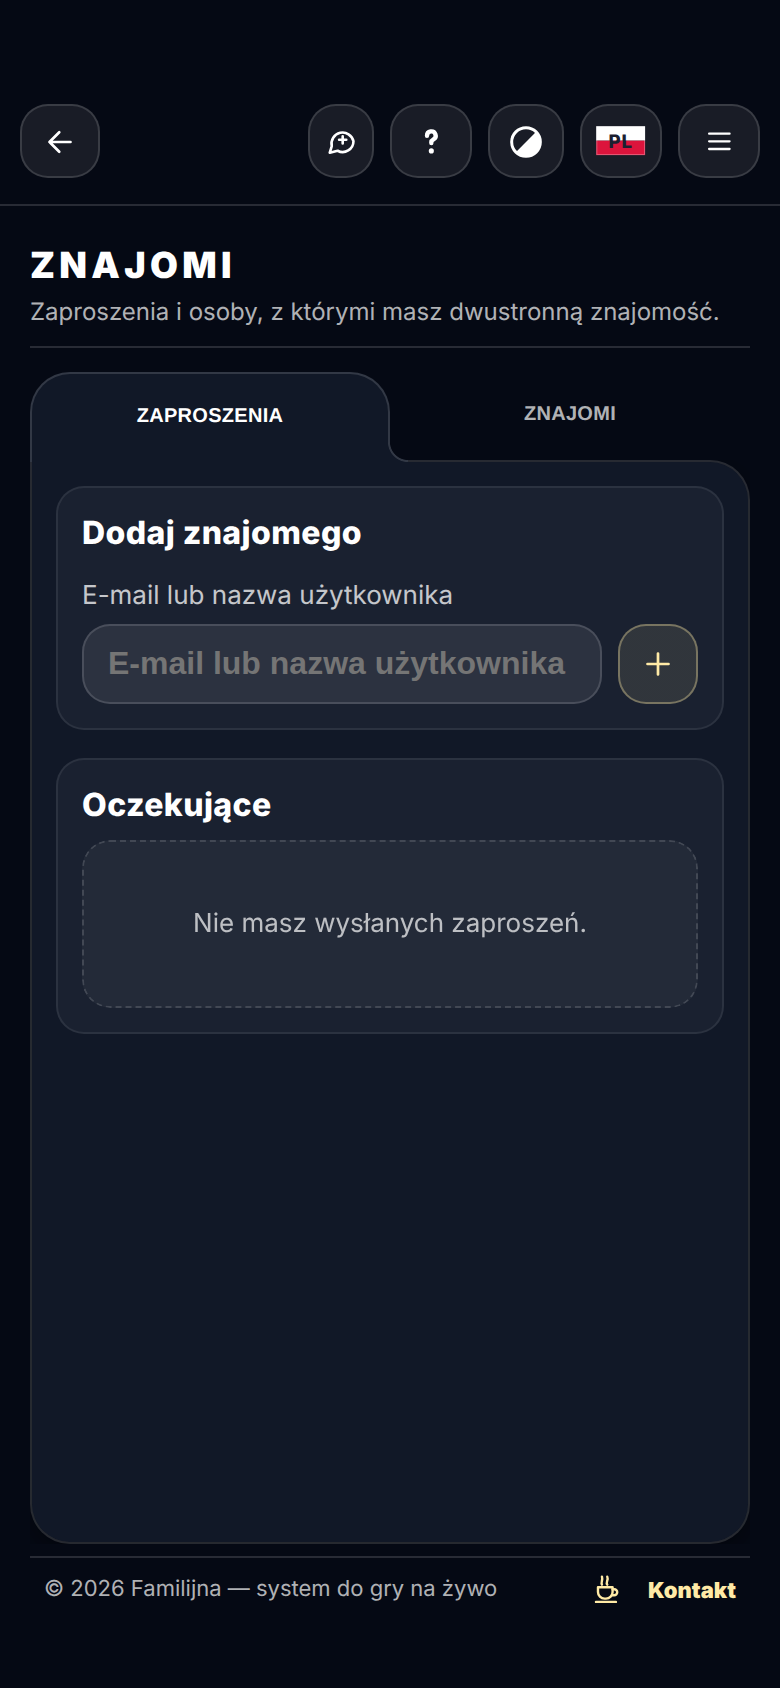 ?
PL
ZNAJOMI
Zaproszenia i osoby, z którymi masz dwustronną znajomość.
ZAPROSZENIA
ZNAJOMI
Dodaj znajomego
E-mail lub nazwa użytkownika
E-mail lub nazwa użytkownika
Oczekujące
Nie masz wysłanych zaproszeń.
© 2026 Familijna — system do gry na żywo
Kontakt